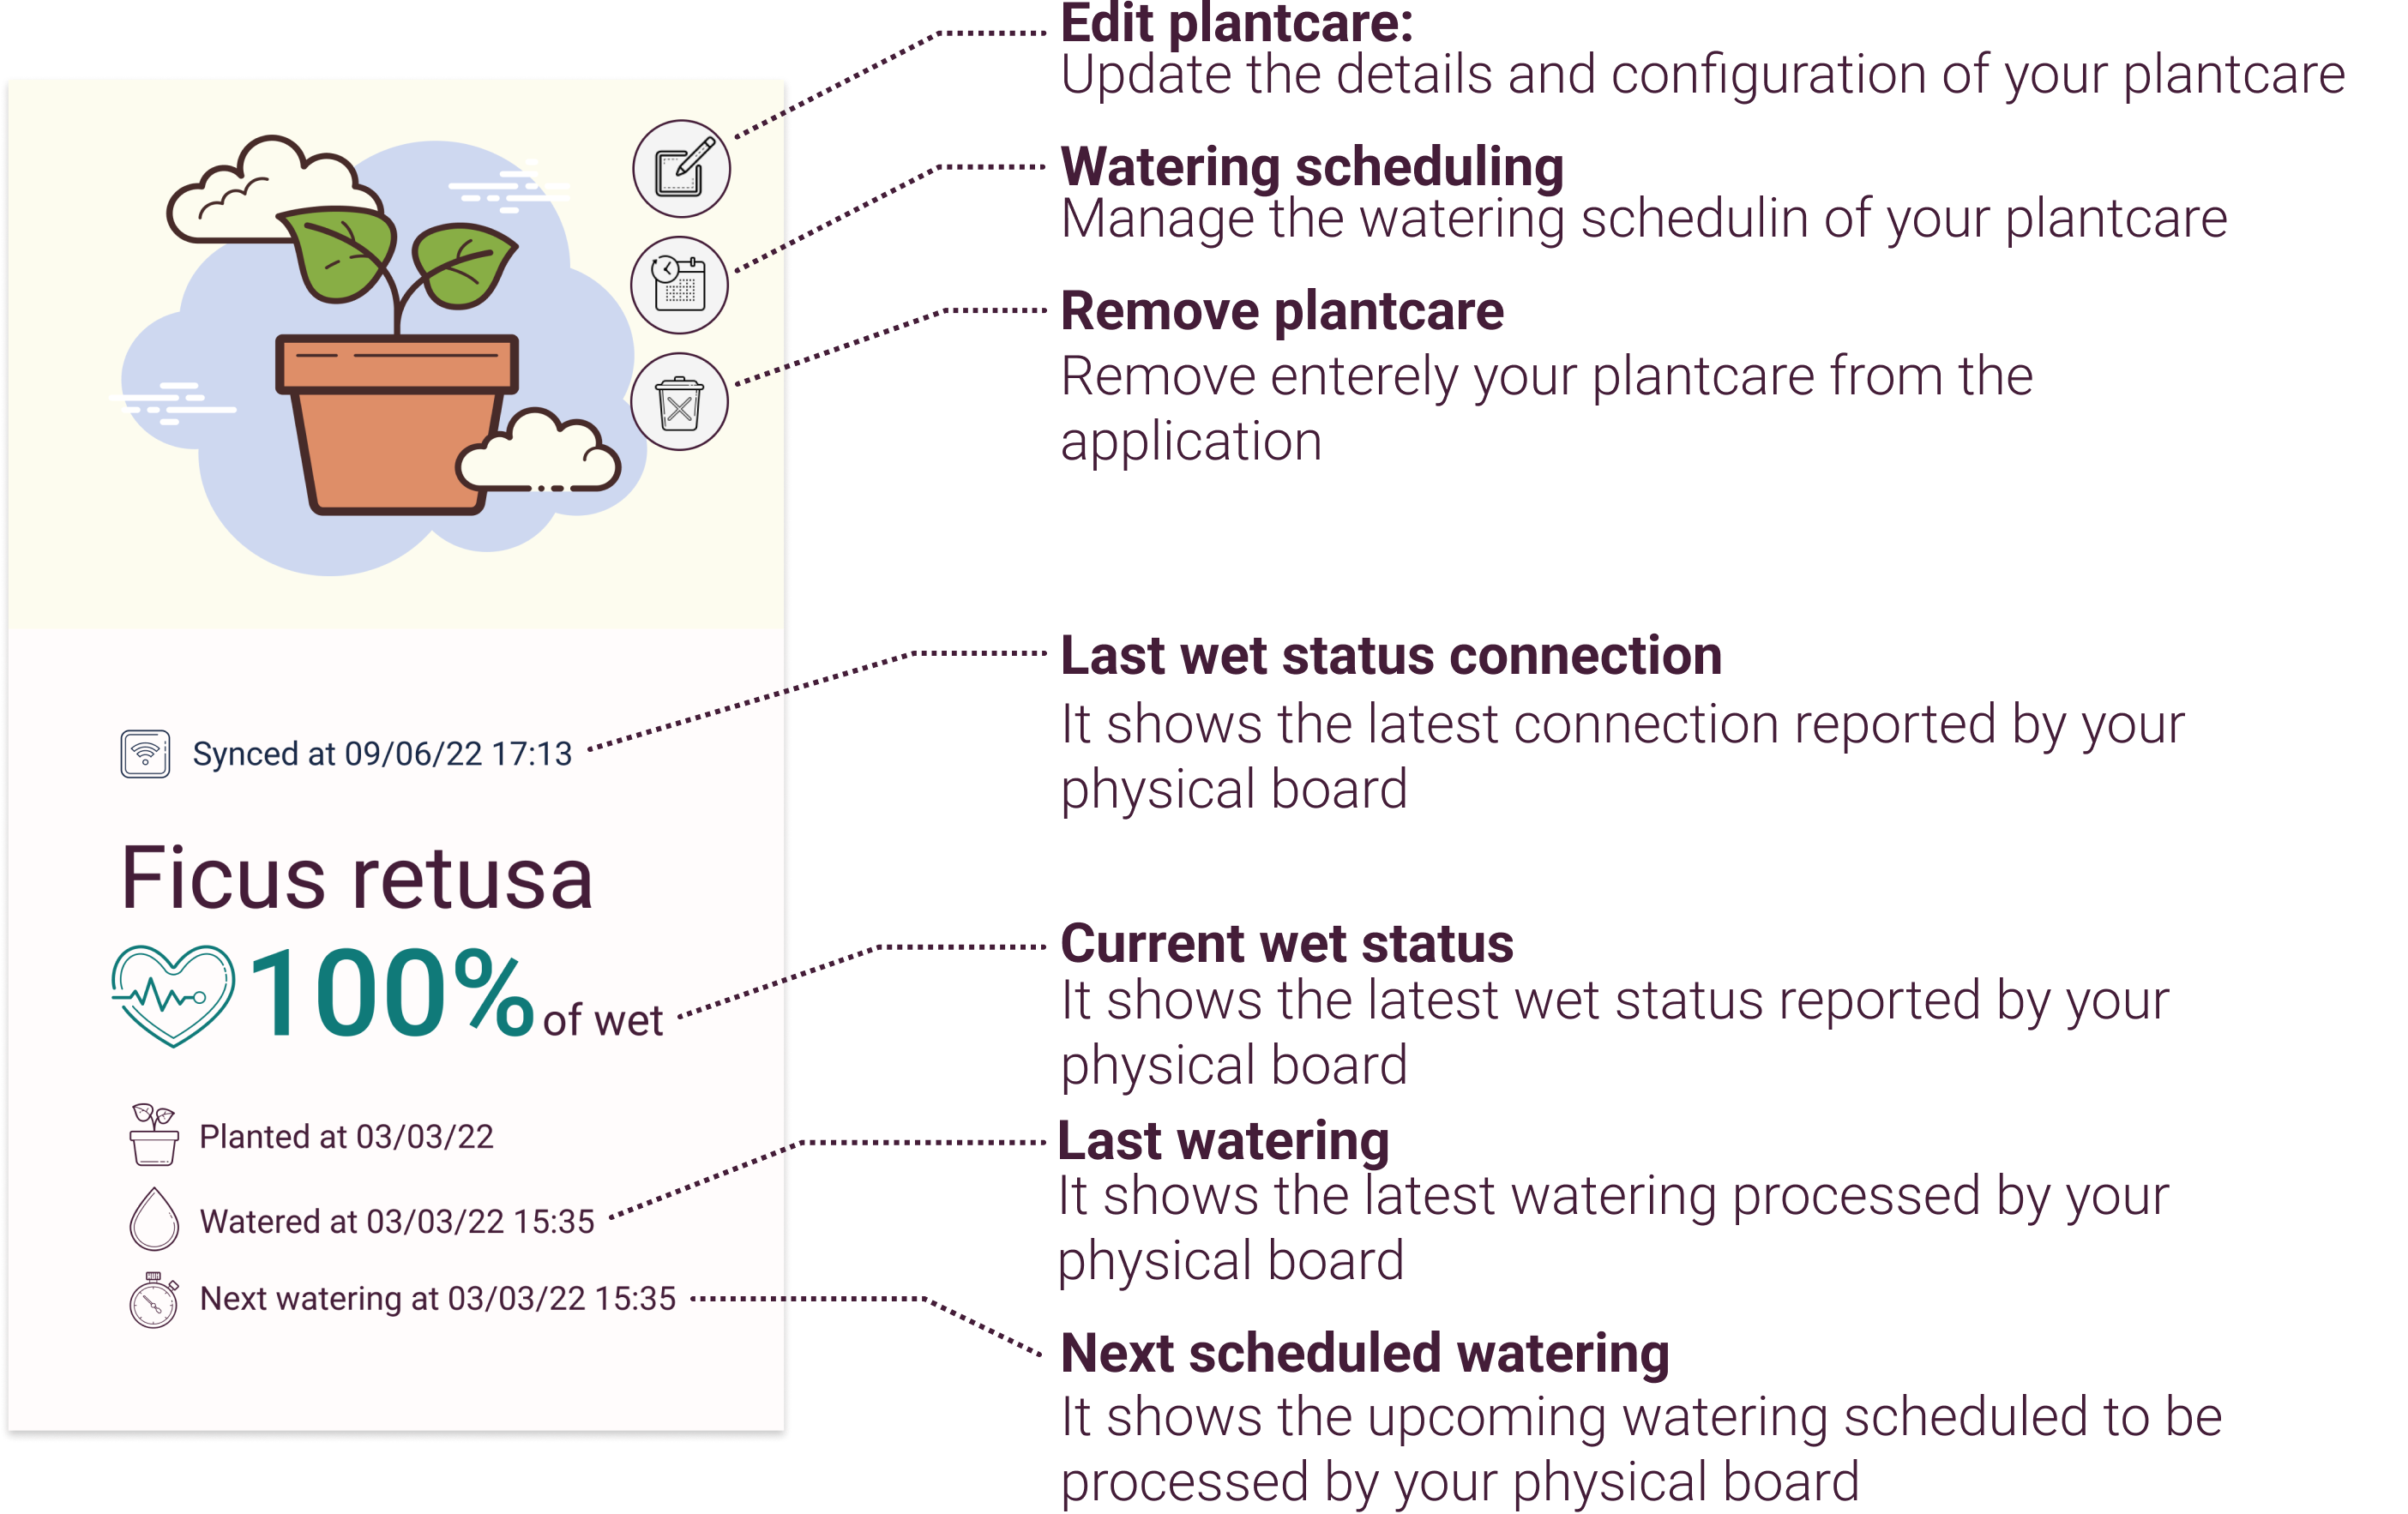 Edit plantcare:
Update the details and configuration of your plantcare
Watering scheduling
Manage the watering schedulin of your plantcare
Remove plantcare
Remove enterely your plantcare from the
application
Last wet status connection
It shows the latest connection reported by your
physical board
Synced at 09/06/22 17:13
Ficus retusa
100% of wet
Current wet status
It shows the latest wet status reported by your
physical board
Planted at 03/03/22
Last watering
It shows the latest watering processed by your
physical board
Watered at 03/03/22 15:35
Next watering at 03/03/22 15:35
Next scheduled watering
It shows the upcoming watering scheduled to be
processed by your physical board